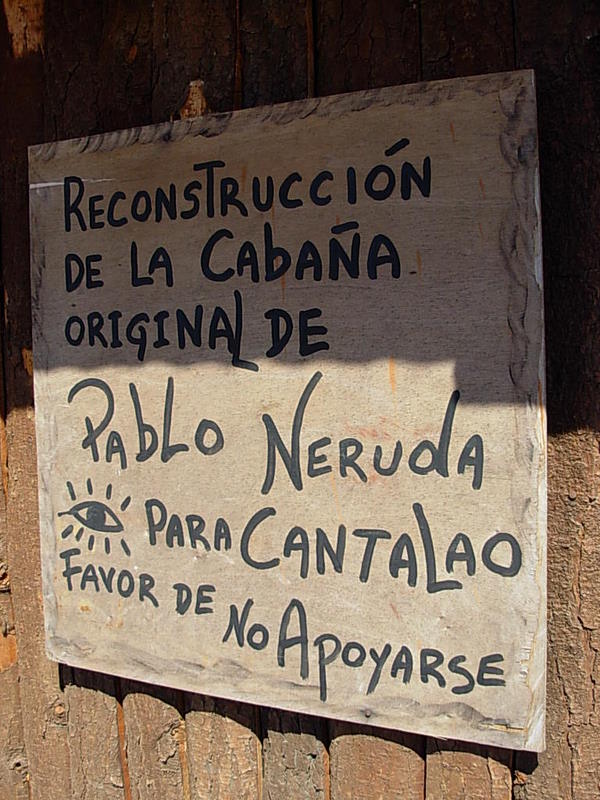 RECONSTRUCCIÓN
DE LA CabAÑA
ORIGINAL DE
PAbLO NERUdA
PARA CANTALAO
FAVOR DE NO APOYARSE